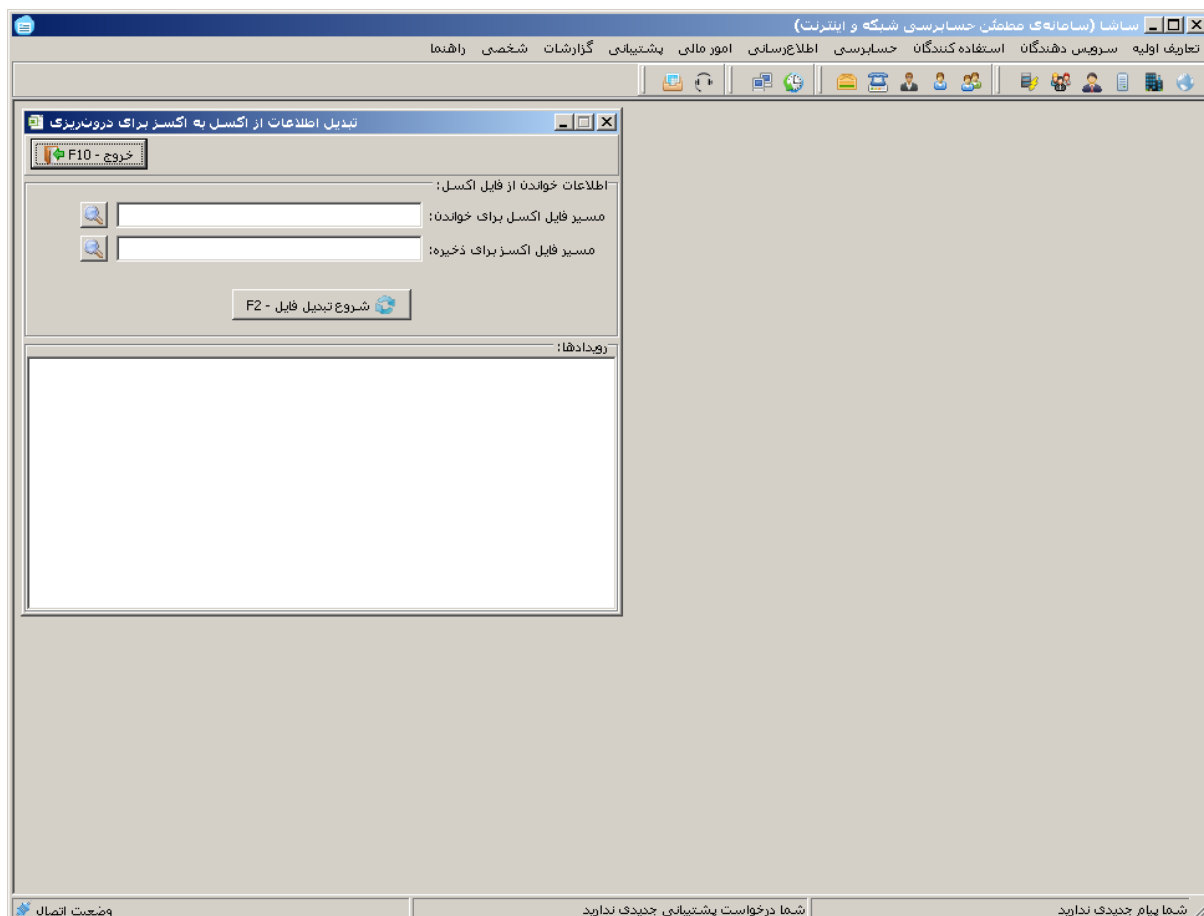 ساشا (سامانه‌ی مطمئن حسابرسی شبکه و اینترنت)
تعاریف اولیه سرویس دهندگان استفاده کنندگان حسابرسی اطلاع‌رسانی امور مالی پشتیبانی گزارشات شخصی راهنما
تبدیل اطلاعات از اکسل به اکسز برای درون‌ریزی
خروج - F10
اطلاعات خواندن از فایل اکسل:
مسیر فایل اکسل برای خواندن:
مسیر فایل اکسز برای ذخیره:
شروع تبدیل فایل - F2
رویدادها:
شما پیام جدیدی ندارید
شما درخواست پشتیبانی جدیدی ندارید
وضعیت اتصال